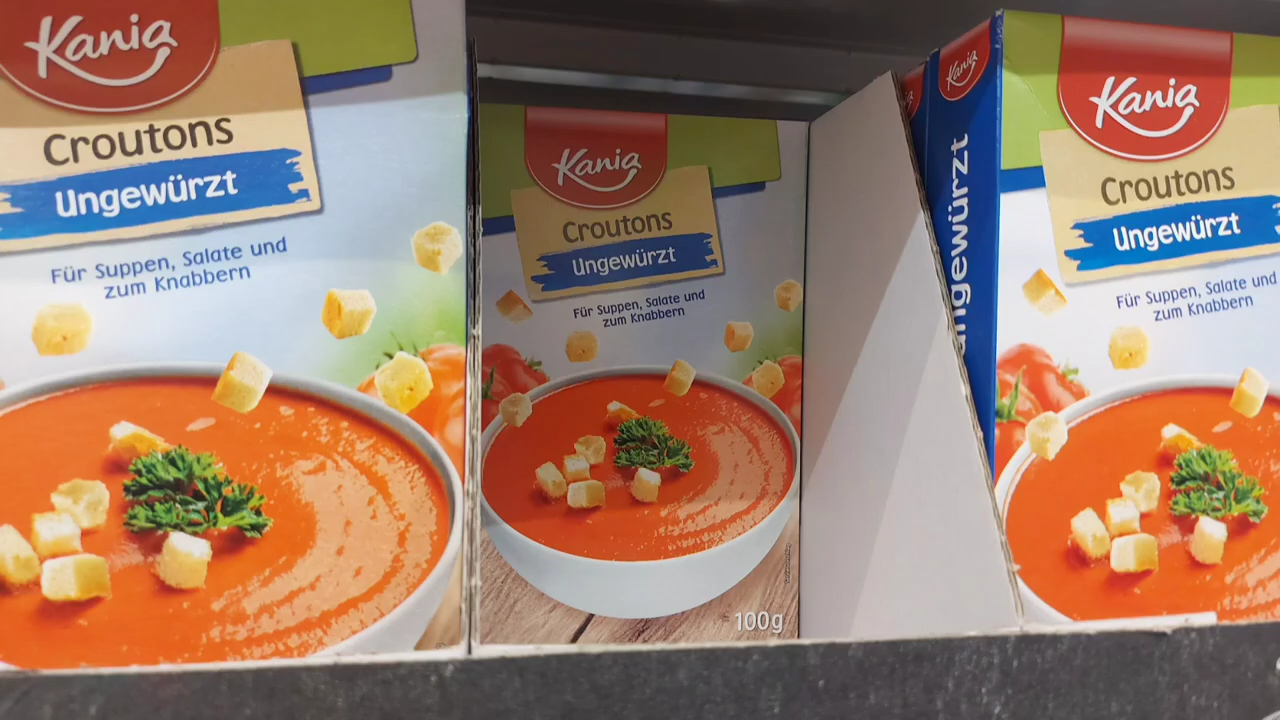 Kania
Croutons
Ungewürzt
Für Suppen, Salate und
zum Knabbern
Kania
Croutons
Ungewürzt
Für Suppen, Salate und
zum Knabbern
100g
Kania
ungewürzt
Kania
Croutons
Ungewürzt
Für Suppen, Salate und
zum Knabbern